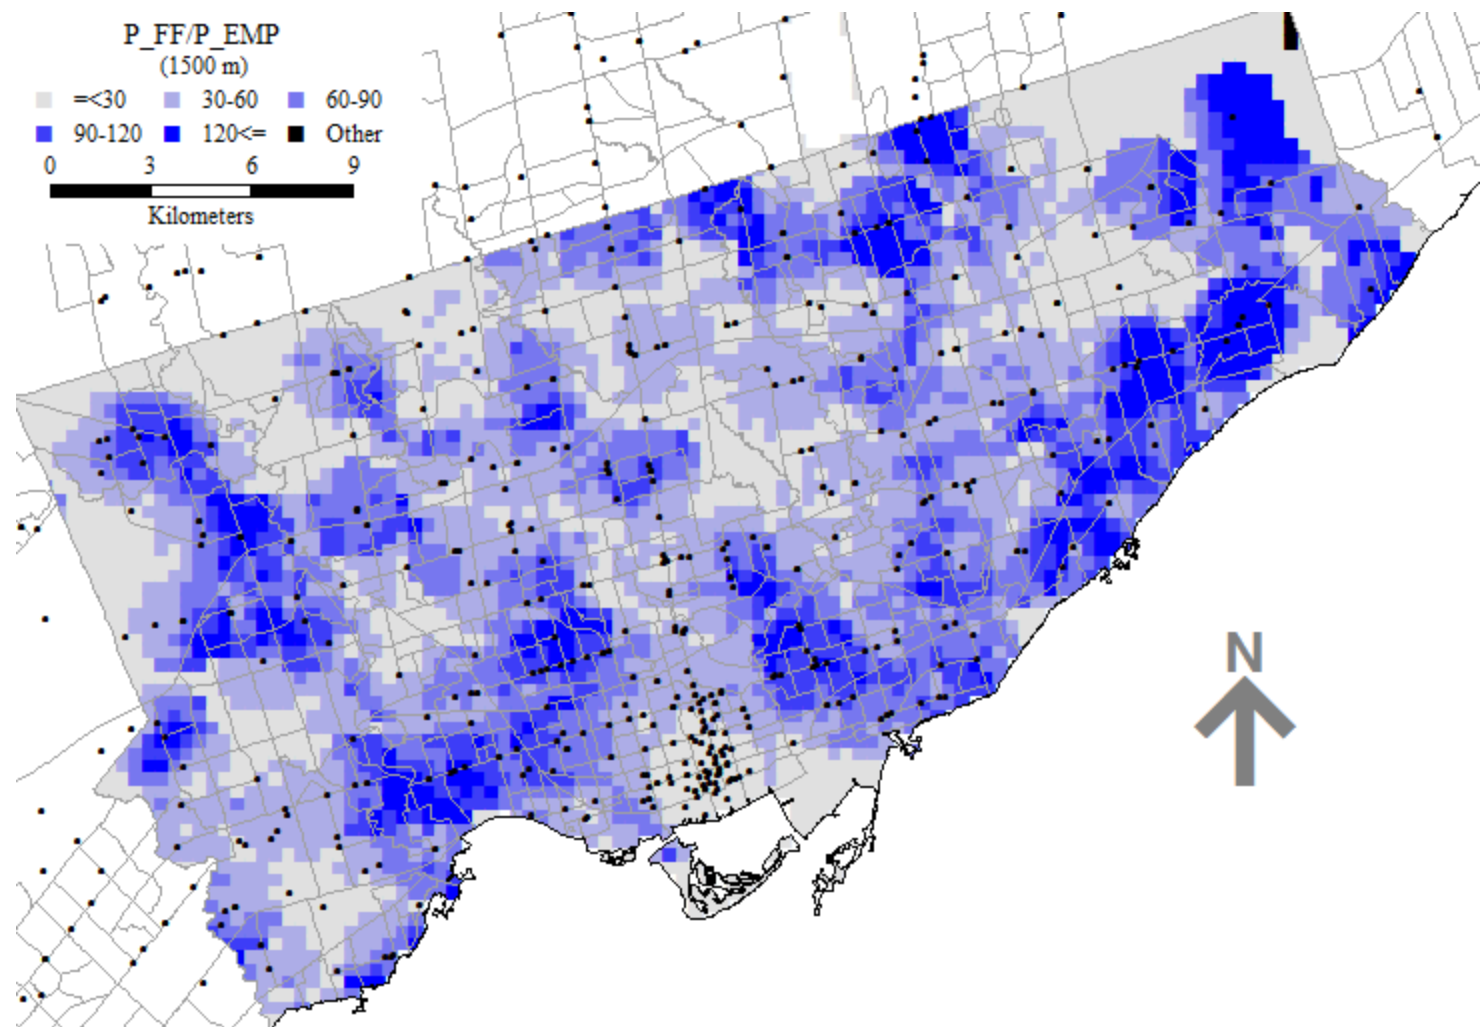 P_FF/P_EMP
(1500 m)
=<30 30-60 60-90
90-120 120<= Other
0 3 6 9
Kilometers
N